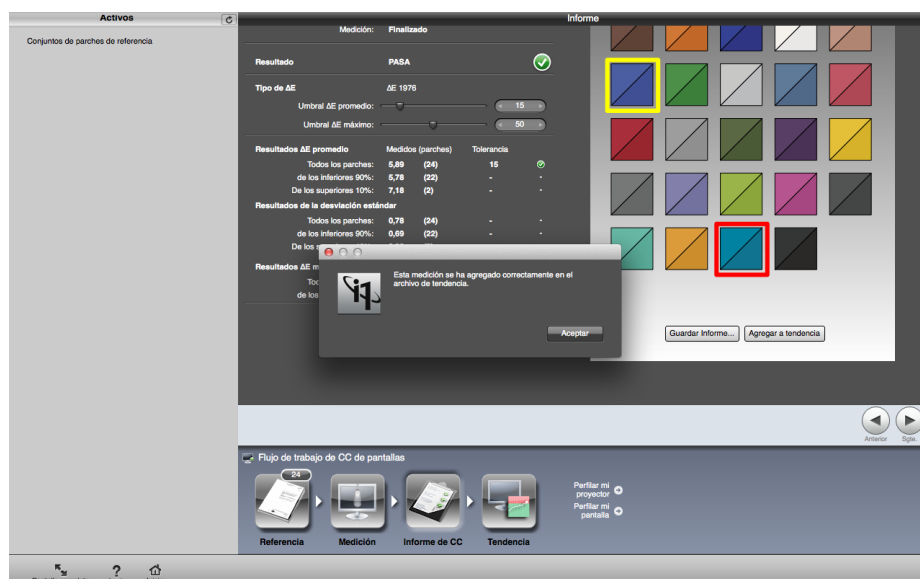 Activos
Informe
Conjuntos de parches de referencia
Medición: Finalizado
Resultado PASA
Tipo de ΔE ΔE 1976
Umbral ΔE promedio: 15
Umbral ΔE máximo: 50
Resultados ΔE promedio Medidos (parches) Tolerancia
Todos los parches: 5,89 (24) 15
de los inferiores 90%: 5,78 (22) - -
De los superiores 10%: 7,18 (2) - -
Resultados de la desviación estándar
Todos los parches: 0,78 (24) - -
de los inferiores 90%: 0,69 (22) - -
De los
Resultados ΔE
de los
i1
Esta medición se ha agregado correctamente en el
archivo de tendencia.
Aceptar
Guardar Informe... Agregar a tendencia
Anterior Sgte.
Flujo de trabajo de CC de pantallas
24
Referencia Medición Informe de CC Tendencia
Perfilar mi
proyector
Perfilar mi
pantalla
?